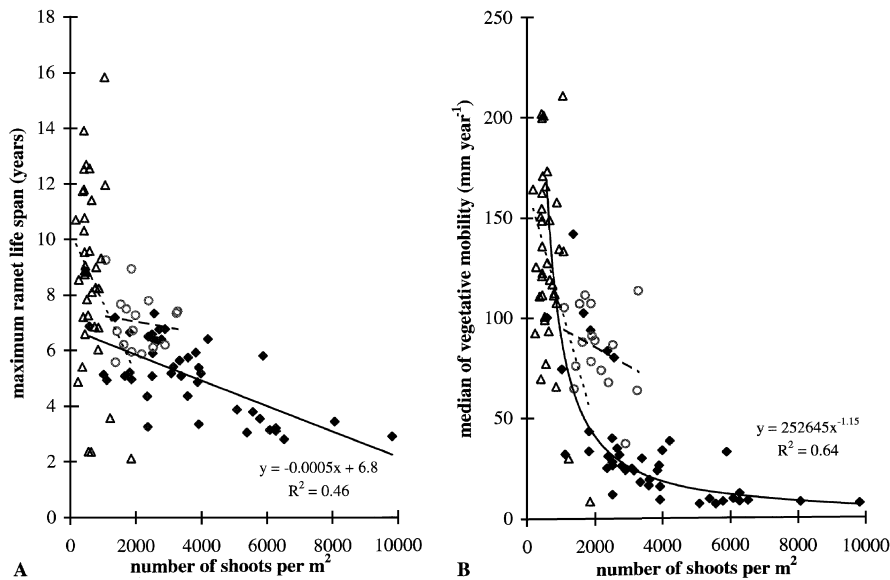 18
16
14
12
10
8
6
4
2
0
maximum ramet life span (years)
y = -0.0005x + 6.8
R² = 0.46
0 2000 4000 6000 8000 10000
A number of shoots per m²
250
200
150
100
50
0
median of vegetative mobility (mm year⁻¹)
y = 252645x⁻¹·¹⁵
R² = 0.64
0 2000 4000 6000 8000 10000
B number of shoots per m²